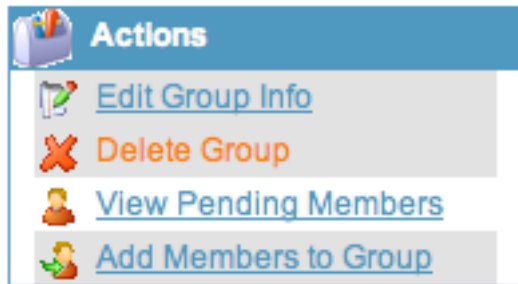 Actions
Edit Group Info
Delete Group
View Pending Members
Add Members to Group